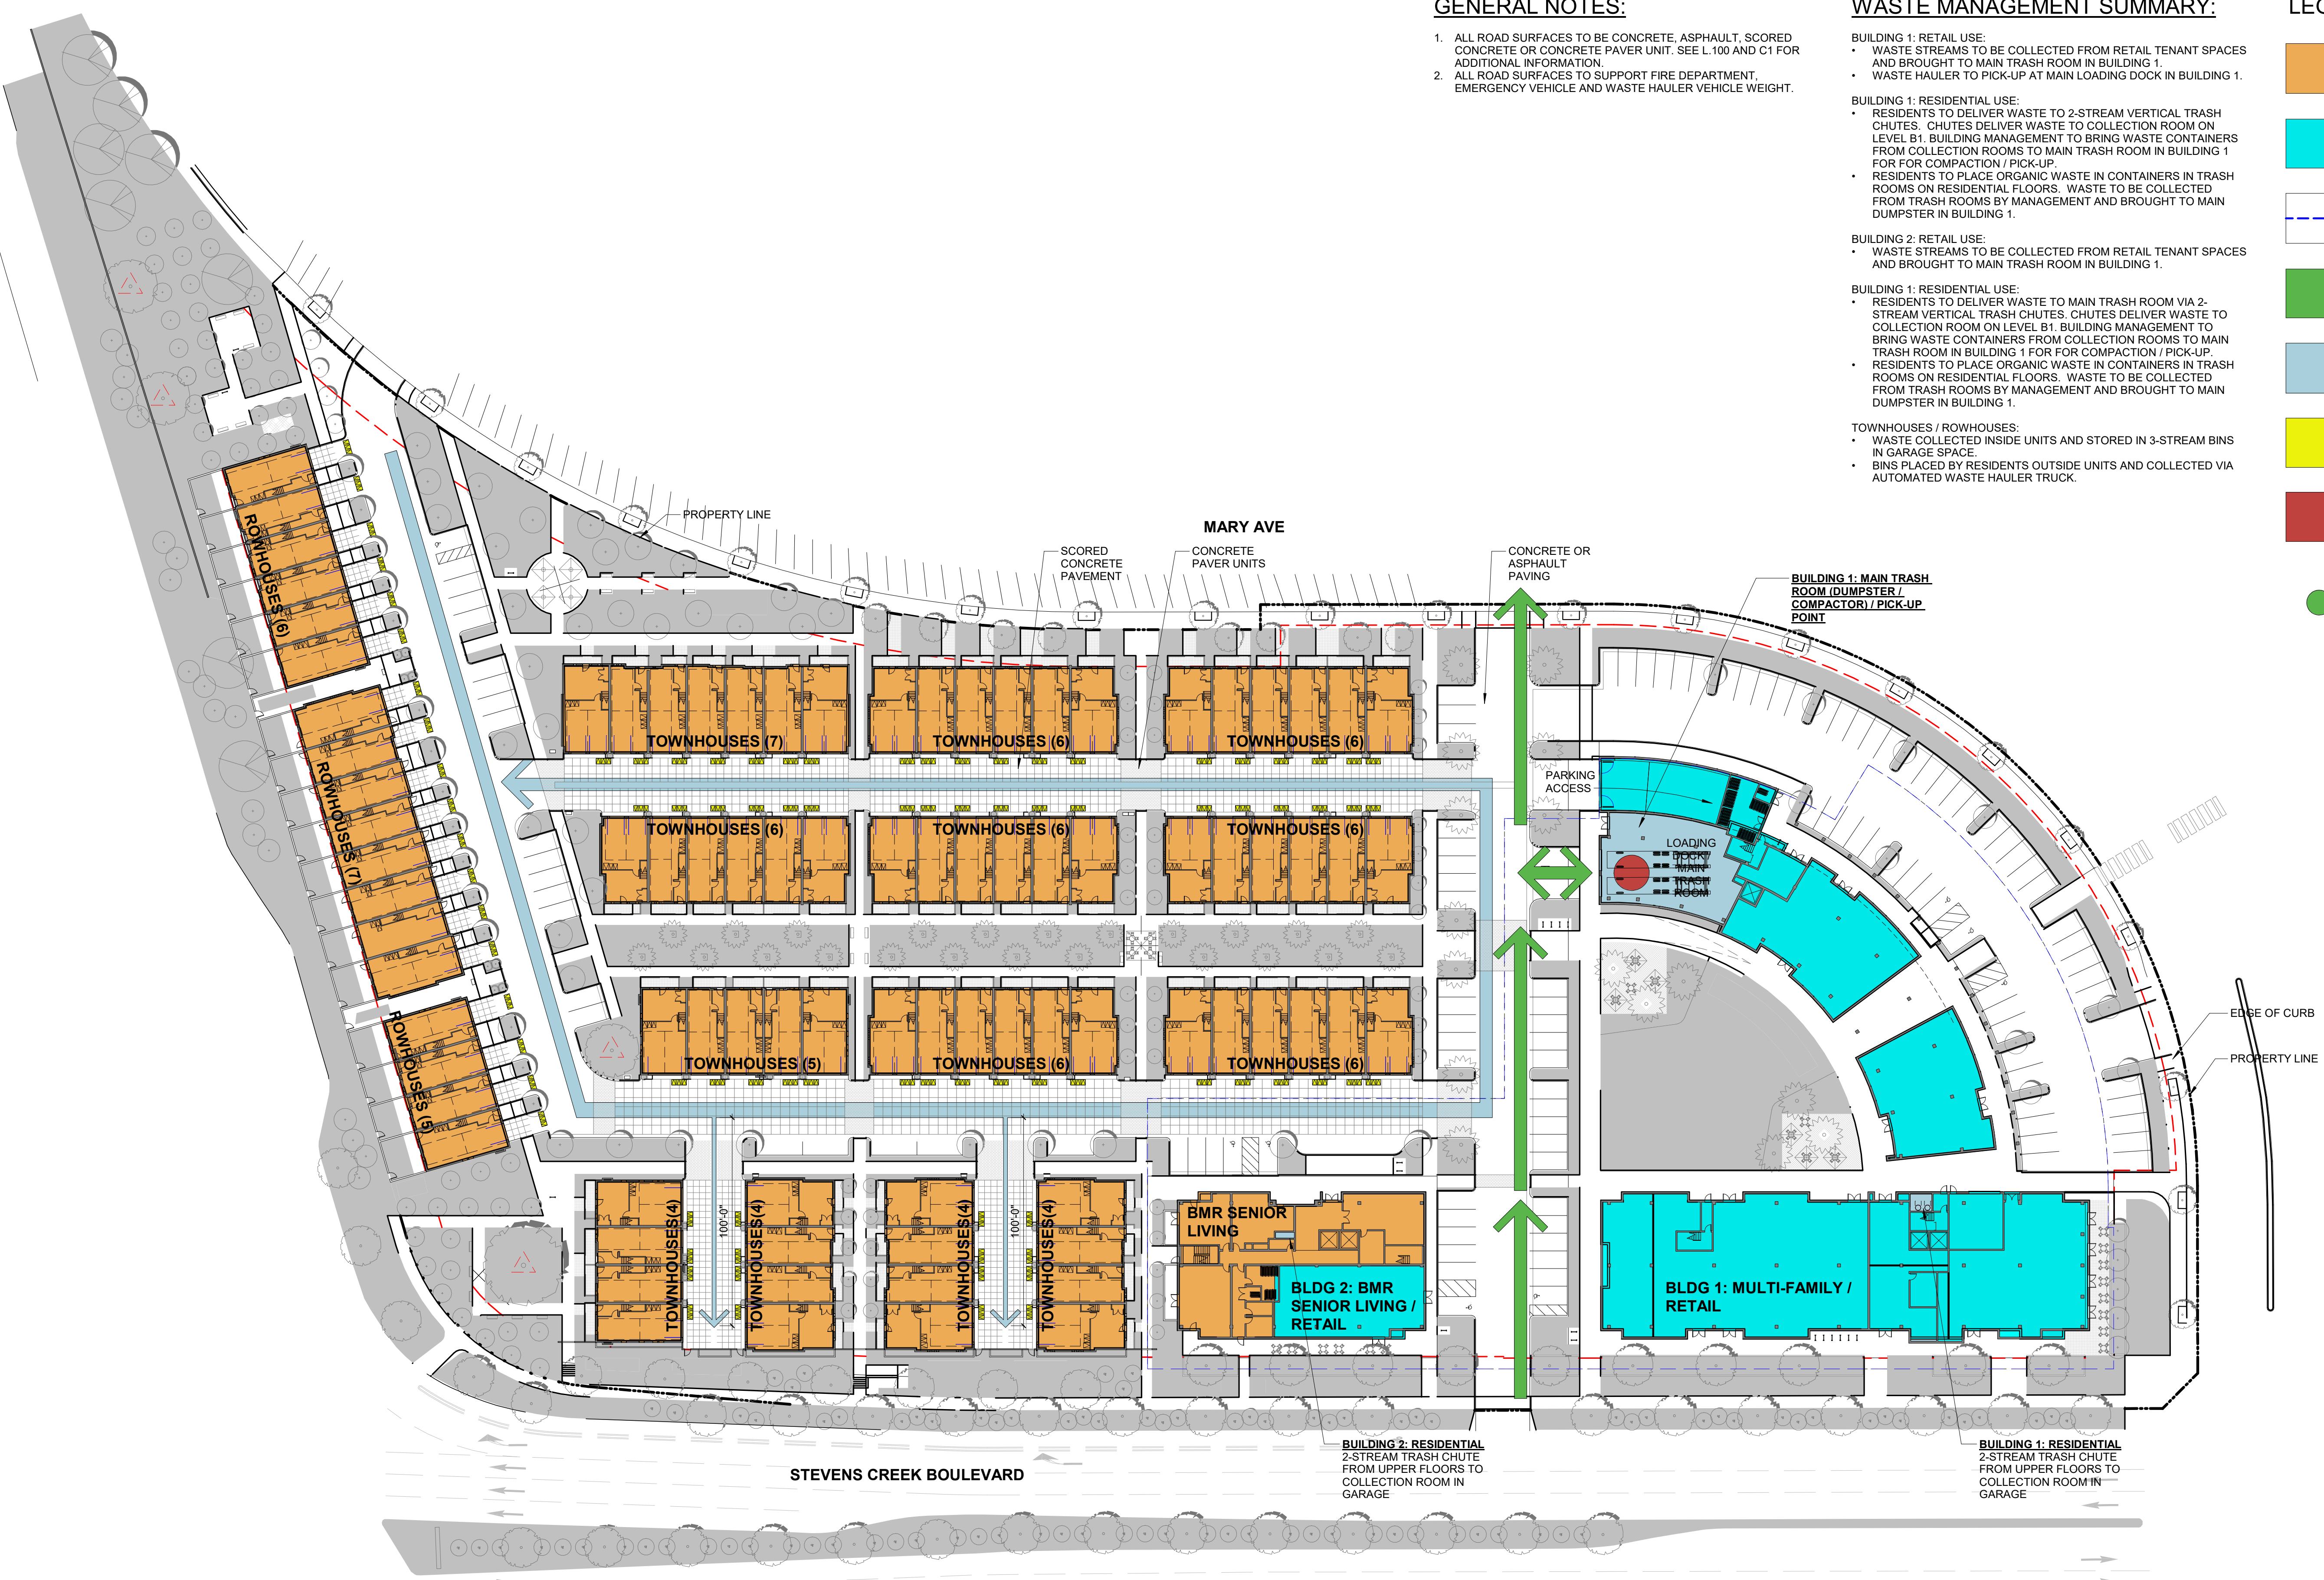 GENERAL NOTES:
1. ALL ROAD SURFACES TO BE CONCRETE, ASPHALT, SCORED
CONCRETE OR CONCRETE PAVER UNIT. SEE L.100 AND C1 FOR
ADDITIONAL INFORMATION.
2. ALL ROAD SURFACES TO SUPPORT FIRE DEPARTMENT,
EMERGENCY VEHICLE AND WASTE HAULER VEHICLE WEIGHT.
WASTE MANAGEMENT SUMMARY:
BUILDING 1: RETAIL USE:
• WASTE STREAMS TO BE COLLECTED FROM RETAIL TENANT SPACES
AND BROUGHT TO MAIN TRASH ROOM IN BUILDING 1.
• WASTE HAULER TO PICK-UP AT MAIN LOADING DOCK IN BUILDING 1.
BUILDING 1: RESIDENTIAL USE:
• RESIDENTS TO DELIVER WASTE TO 2-STREAM VERTICAL TRASH
CHUTES. CHUTES DELIVER WASTE TO COLLECTION ROOM ON
LEVEL B1. BUILDING MANAGEMENT TO BRING WASTE CONTAINERS
FROM COLLECTION ROOMS TO MAIN TRASH ROOM IN BUILDING 1
FOR FOR COMPACTION / PICK-UP.
• RESIDENTS TO PLACE ORGANIC WASTE IN CONTAINERS IN TRASH
ROOMS ON RESIDENTIAL FLOORS. WASTE TO BE COLLECTED
FROM TRASH ROOMS BY MANAGEMENT AND BROUGHT TO MAIN
DUMPSTER IN BUILDING 1.
BUILDING 2: RETAIL USE:
• WASTE STREAMS TO BE COLLECTED FROM RETAIL TENANT SPACES
AND BROUGHT TO MAIN TRASH ROOM IN BUILDING 1.
BUILDING 1: RESIDENTIAL USE:
• RESIDENTS TO DELIVER WASTE TO MAIN TRASH ROOM VIA 2-
STREAM VERTICAL TRASH CHUTES. CHUTES DELIVER WASTE TO
COLLECTION ROOM ON LEVEL B1. BUILDING MANAGEMENT TO
BRING WASTE CONTAINERS FROM COLLECTION ROOMS TO MAIN
TRASH ROOM IN BUILDING 1 FOR FOR COMPACTION / PICK-UP.
• RESIDENTS TO PLACE ORGANIC WASTE IN CONTAINERS IN TRASH
ROOMS ON RESIDENTIAL FLOORS. WASTE TO BE COLLECTED
FROM TRASH ROOMS BY MANAGEMENT AND BROUGHT TO MAIN
DUMPSTER IN BUILDING 1.
TOWNHOUSES / ROWHOUSES:
• WASTE COLLECTED INSIDE UNITS AND STORED IN 3-STREAM BINS
IN GARAGE SPACE.
• BINS PLACED BY RESIDENTS OUTSIDE UNITS AND COLLECTED VIA
AUTOMATED WASTE HAULER TRUCK.
PROPERTY LINE
MARY AVE
SCORED
CONCRETE
PAVEMENT
CONCRETE
PAVER UNITS
CONCRETE OR
ASPHALT
PAVING
BUILDING 1: MAIN TRASH
ROOM (DUMPSTER /
COMPACTOR) / PICK-UP
POINT
ROWHOUSES (6)
ROWHOUSES (7)
ROWHOUSES (5)
TOWNHOUSES (7)
TOWNHOUSES (6)
TOWNHOUSES (6)
PARKING
ACCESS
TOWNHOUSES (6)
TOWNHOUSES (6)
TOWNHOUSES (6)
LOADING
DOCK /
MAIN
TRASH
ROOM
TOWNHOUSES (5)
TOWNHOUSES (6)
TOWNHOUSES (6)
EDGE OF CURB
PROPERTY LINE
TOWNHOUSES(4)
100'-0"
TOWNHOUSES(4)
TOWNHOUSES(4)
100'-0"
TOWNHOUSES(4)
BMR SENIOR
LIVING
BLDG 2: BMR
SENIOR LIVING /
RETAIL
BLDG 1: MULTI-FAMILY /
RETAIL
BUILDING 2: RESIDENTIAL
2-STREAM TRASH CHUTE
FROM UPPER FLOORS TO
COLLECTION ROOM IN
GARAGE
BUILDING 1: RESIDENTIAL
2-STREAM TRASH CHUTE
FROM UPPER FLOORS TO
COLLECTION ROOM IN
GARAGE
STEVENS CREEK BOULEVARD